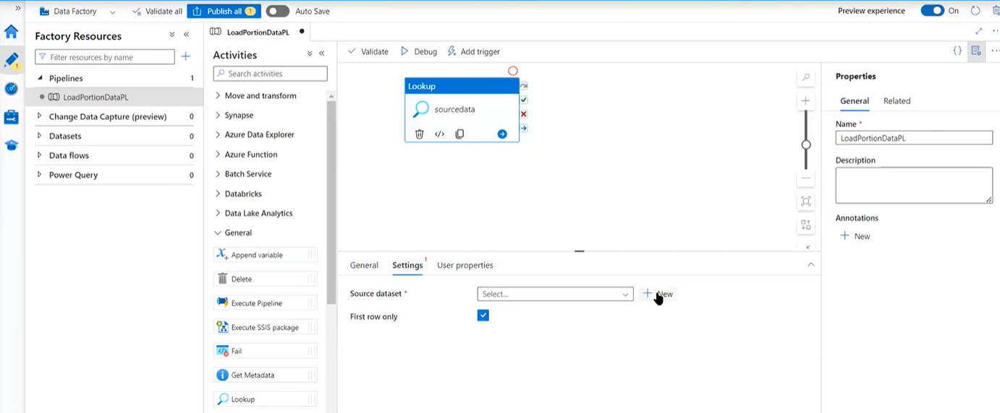 Data Factory
Validate all
Publish all 1
Auto Save
Preview experience
On
1
Factory Resources
Filter resources by name
Pipelines 1
LoadPortionDataPL
Change Data Capture (preview) 0
Datasets 0
Data flows 0
Power Query 0
LoadPortionDataPL
Activities
Search activities
Move and transform
Synapse
Azure Data Explorer
Azure Function
Batch Service
Databricks
Data Lake Analytics
General
Append variable
Delete
Execute Pipeline
Execute SSIS package
Fail
Get Metadata
Lookup
Validate
Debug
Add trigger
Lookup
sourcedata
General
Settings 1
User properties
Source dataset *
Select...
New
First row only
Properties
General
Related
Name *
LoadPortionDataPL
Description
Annotations
New